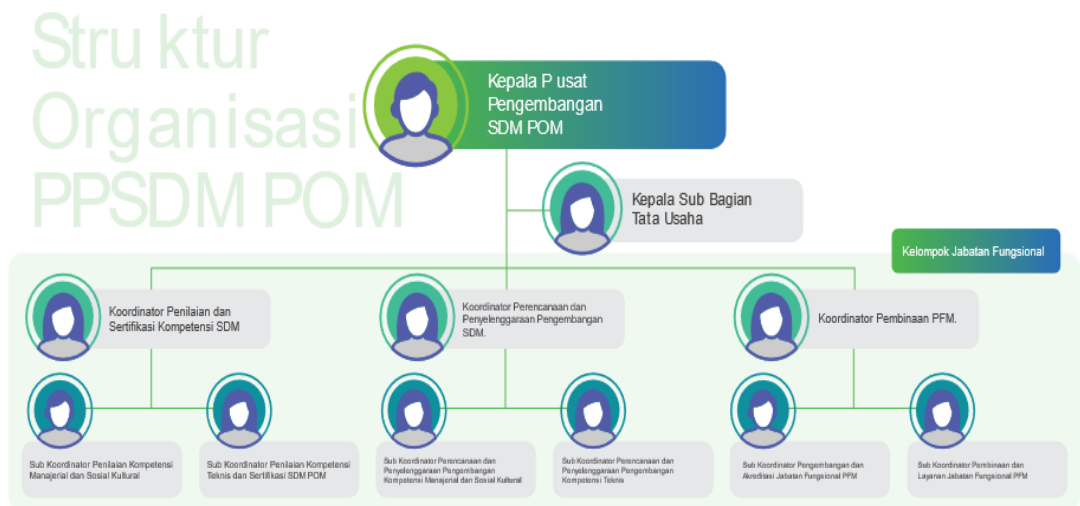 Struktur
Organisasi
PPSDM POM
Kepala Pusat
Pengembangan
SDM POM
Kepala Sub Bagian
Tata Usaha
Kelompok Jabatan Fungsional
Koordinator Penilaian dan
Sertifikasi Kompetensi SDM
Koordinator Perencanaan dan
Penyelenggaraan Pengembangan
SDM.
Koordinator Pembinaan PFM.
Sub Koordinator Penilaian Kompetensi
Manajerial dan Sosial Kultural
Sub Koordinator Penilaian Kompetensi
Teknis dan Sertifikasi SDM POM
Sub Koordinator Perencanaan dan
Penyelenggaraan Pengembangan
Kompetensi Manajerial dan Sosial Kultural
Sub Koordinator Perencanaan dan
Penyelenggaraan Pengembangan
Kompetensi Teknis
Sub Koordinator Pengembangan dan
Akreditasi Jabatan Fungsional PFM
Sub Koordinator Pembinaan dan
Layanan Jabatan Fungsional PFM